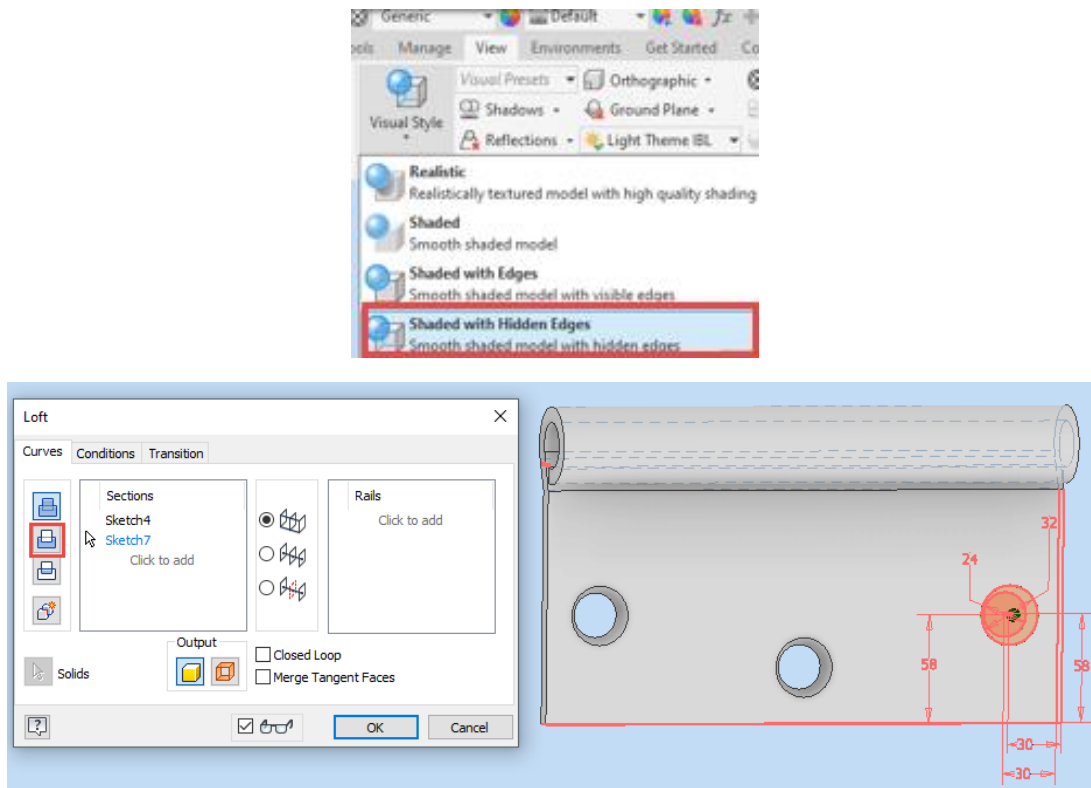 Generic Default fx
Manage View Environments Get Started Co
Visual Style
Visual Presets Orthographic
Shadows Ground Plane
Reflections Light Theme IBL
Realistic
Realistically textured model with high quality shading
Shaded
Smooth shaded model
Shaded with Edges
Smooth shaded model with visible edges
Shaded with Hidden Edges
Smooth shaded model with hidden edges
Loft
Curves Conditions Transition
Sections
Sketch4
Sketch7
Click to add
Rails
Click to add
Solids
Output
Closed Loop
Merge Tangent Faces
?
OK
Cancel
32
24
58
58
30
30